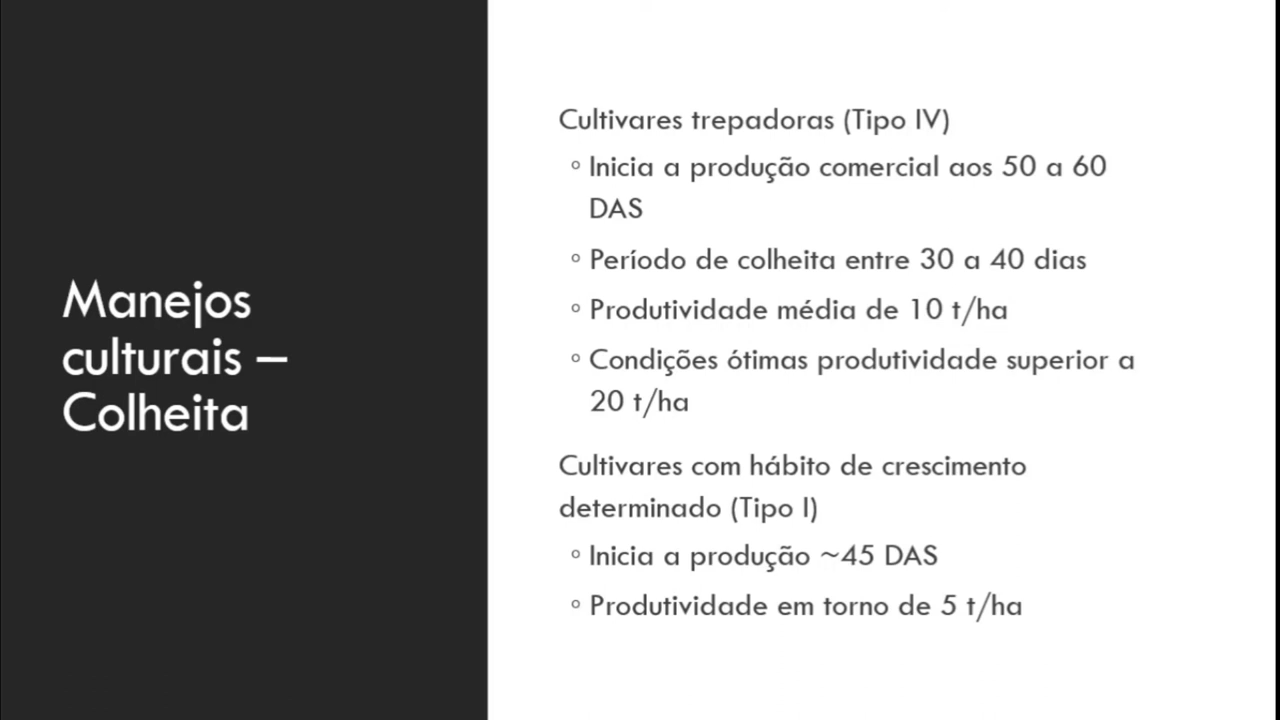 Manejos
culturais –
Colheita
Cultivares trepadoras (Tipo IV)
◦ Inicia a produção comercial aos 50 a 60
DAS
◦ Período de colheita entre 30 a 40 dias
◦ Produtividade média de 10 t/ha
◦ Condições ótimas produtividade superior a
20 t/ha
Cultivares com hábito de crescimento
determinado (Tipo I)
◦ Inicia a produção ~45 DAS
◦ Produtividade em torno de 5 t/ha